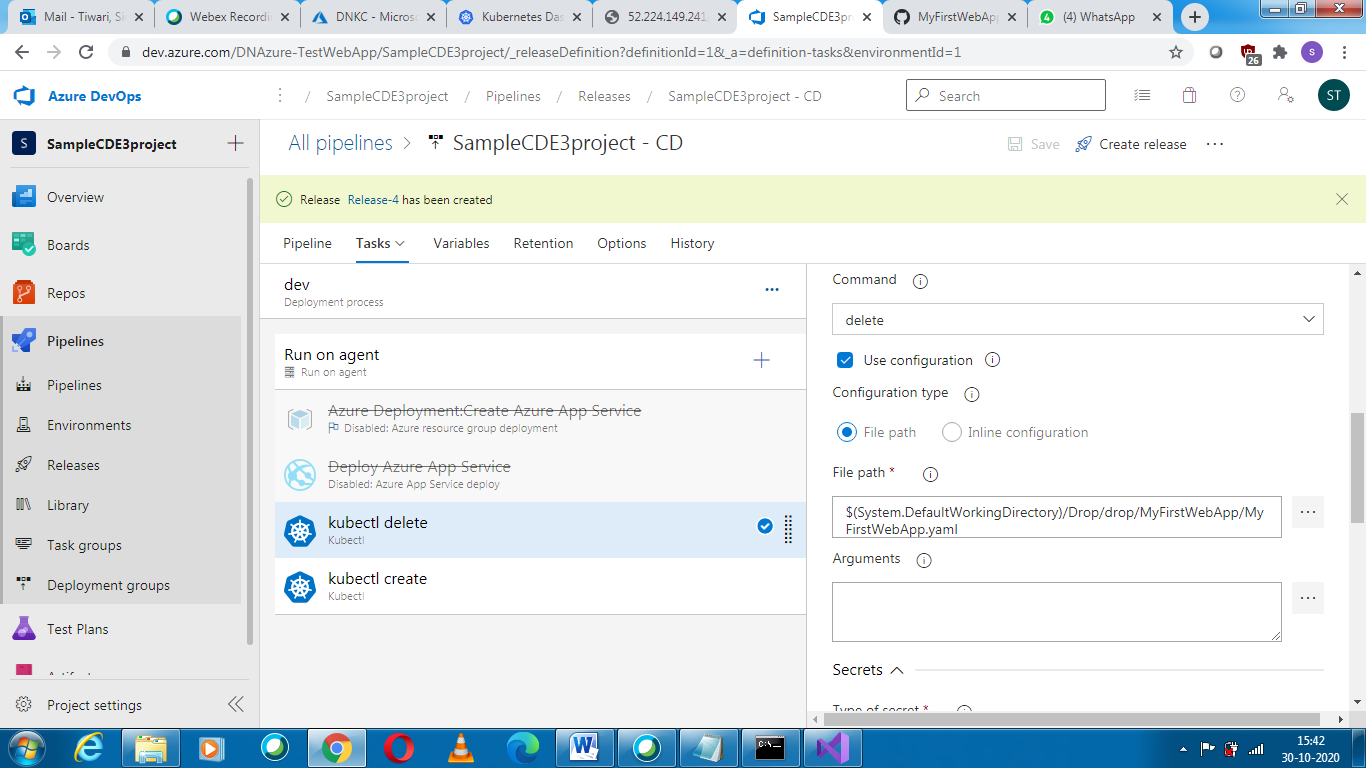 Mail - Tiwari, Si
Webex Recordi
DNKC - Micros
Kubernetes Das
52.224.149.241
SampleCDE3pr
MyFirstWebApp
(4) WhatsApp
dev.azure.com/DNAzure-TestWebApp/SampleCDE3project/_releaseDefinition?definitionId=1&_a=definition-tasks&environmentId=1
26
S
Azure DevOps
/ SampleCDE3project / Pipelines / Releases / SampleCDE3project - CD
Search
ST
S SampleCDE3project
All pipelines > SampleCDE3project - CD
Save
Create release
Release Release-4 has been created
Overview
Boards
Repos
Pipelines
Pipelines
Environments
Releases
Library
Task groups
Deployment groups
Test Plans
Project settings
Pipeline Tasks Variables Retention Options History
dev
Deployment process
Run on agent
Run on agent
Azure Deployment:Create Azure App Service
Disabled: Azure resource group deployment
Deploy Azure App Service
Disabled: Azure App Service deploy
kubectl delete
Kubectl
kubectl create
Kubectl
Command
delete
Use configuration
Configuration type
File path
Inline configuration
File path *
$(System.DefaultWorkingDirectory)/Drop/drop/MyFirstWebApp/My
FirstWebApp.yaml
Arguments
Secrets
Type of secret *
15:42
30-10-2020